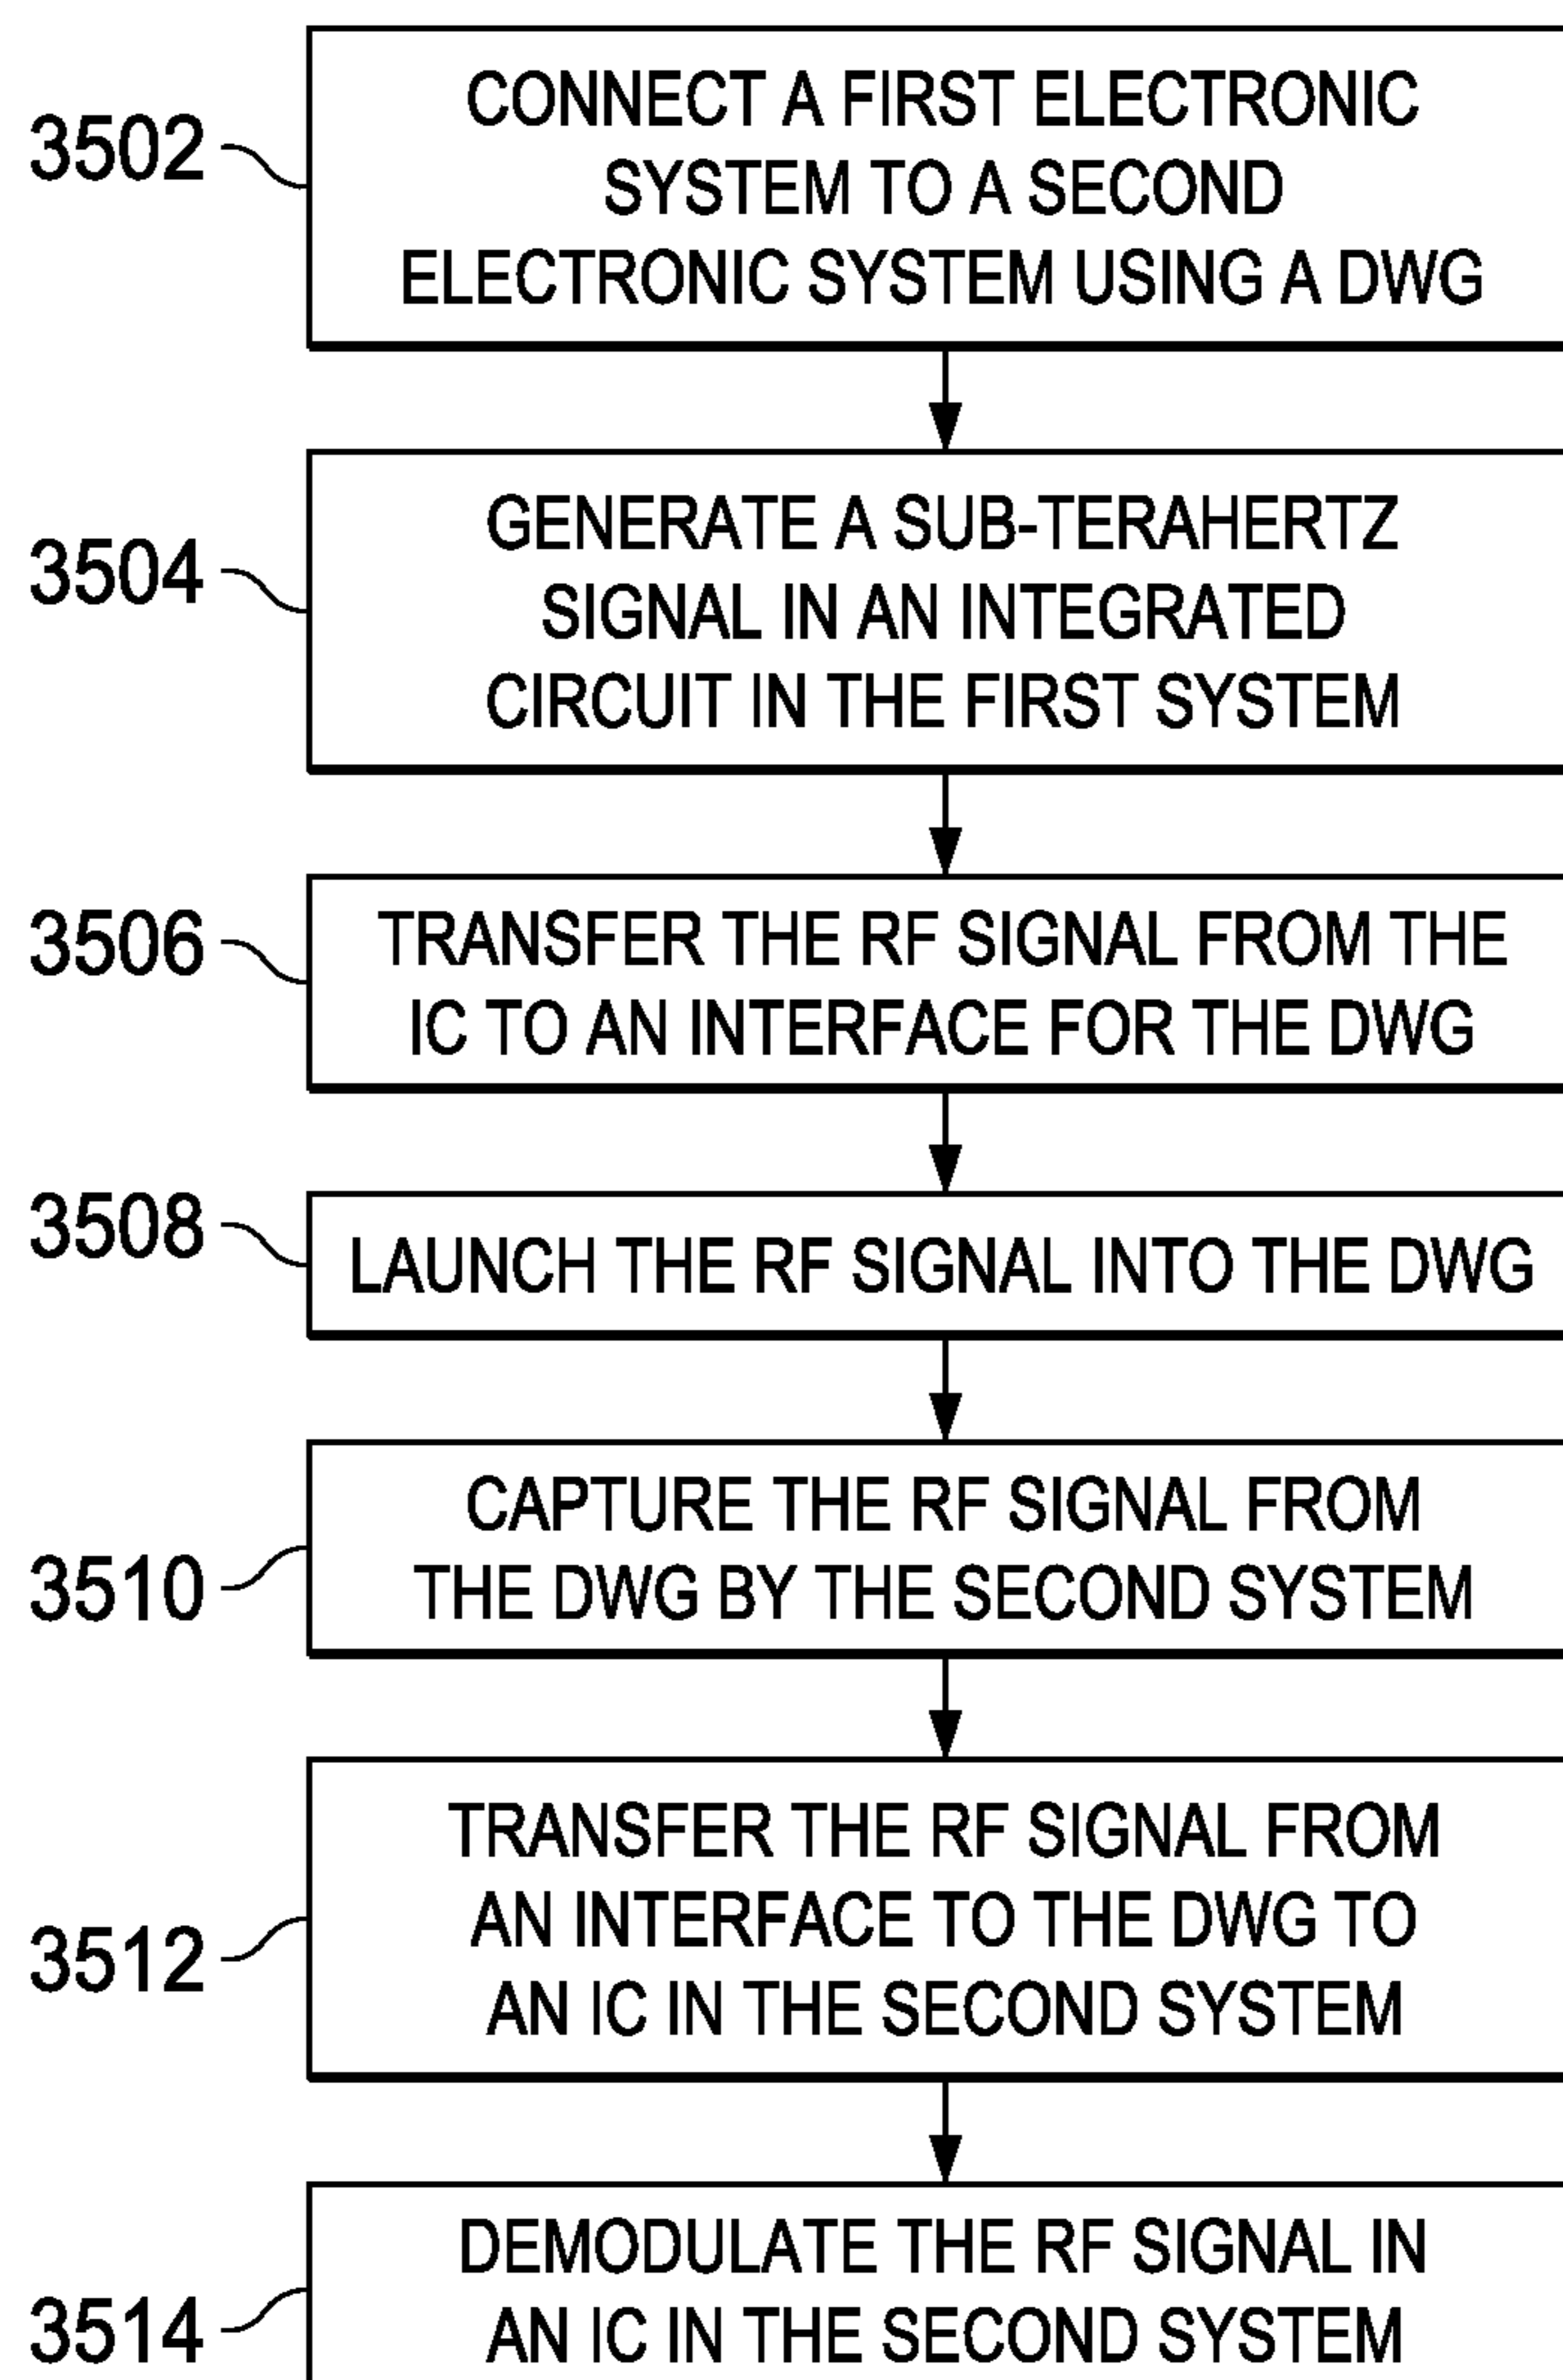 3502
CONNECT A FIRST ELECTRONIC
SYSTEM TO A SECOND
ELECTRONIC SYSTEM USING A DWG
3504
GENERATE A SUB-TERAHERTZ
SIGNAL IN AN INTEGRATED
CIRCUIT IN THE FIRST SYSTEM
3506
TRANSFER THE RF SIGNAL FROM THE
IC TO AN INTERFACE FOR THE DWG
3508
LAUNCH THE RF SIGNAL INTO THE DWG
3510
CAPTURE THE RF SIGNAL FROM
THE DWG BY THE SECOND SYSTEM
3512
TRANSFER THE RF SIGNAL FROM
AN INTERFACE TO THE DWG TO
AN IC IN THE SECOND SYSTEM
3514
DEMODULATE THE RF SIGNAL IN
AN IC IN THE SECOND SYSTEM